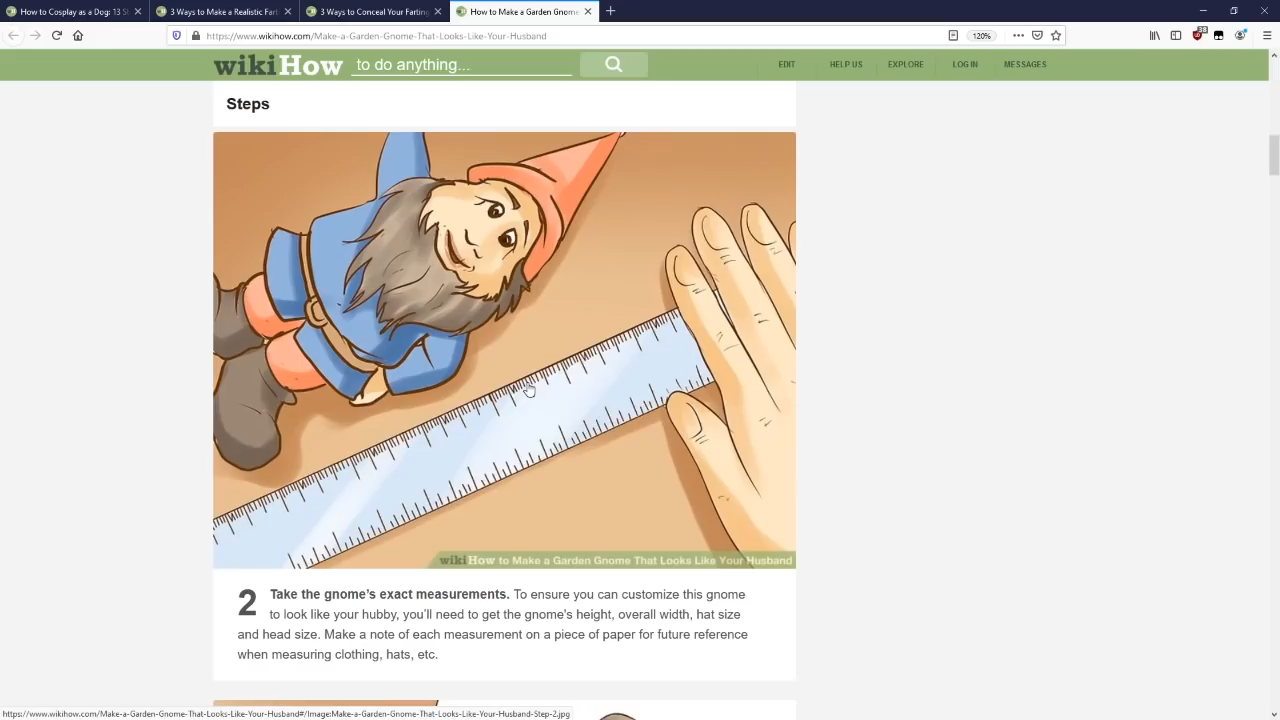 How to Cosplay as a Dog: 13 St
3 Ways to Make a Realistic Fart
3 Ways to Conceal Your Farting
How to Make a Garden Gnome
https://www.wikihow.com/Make-a-Garden-Gnome-That-Looks-Like-Your-Husband
120%
wikiHow to do anything...
EDIT
HELP US
EXPLORE
LOG IN
MESSAGES
Steps
wikiHow to Make a Garden Gnome That Looks Like Your Husband
2 Take the gnome's exact measurements. To ensure you can customize this gnome
to look like your hubby, you'll need to get the gnome's height, overall width, hat size
and head size. Make a note of each measurement on a piece of paper for future reference
when measuring clothing, hats, etc.
https://www.wikihow.com/Make-a-Garden-Gnome-That-Looks-Like-Your-Husband#/Image:Make-a-Garden-Gnome-That-Looks-Like-Your-Husband-Step-2.jpg